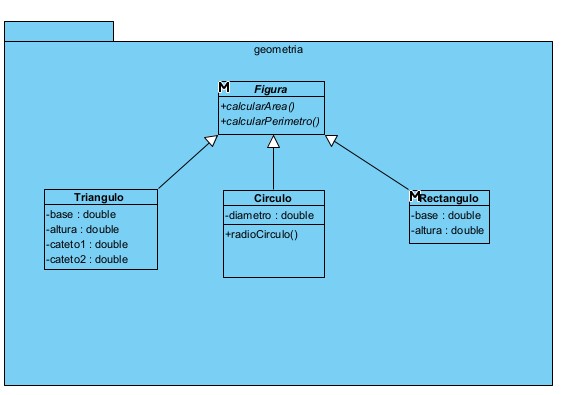 geometria
M
Figura
+calcularArea()
+calcularPerimetro()
Triangulo
-base : double
-altura : double
-cateto1 : double
-cateto2 : double
Circulo
-diametro : double
+radioCirculo()
M
Rectangulo
-base : double
-altura : double